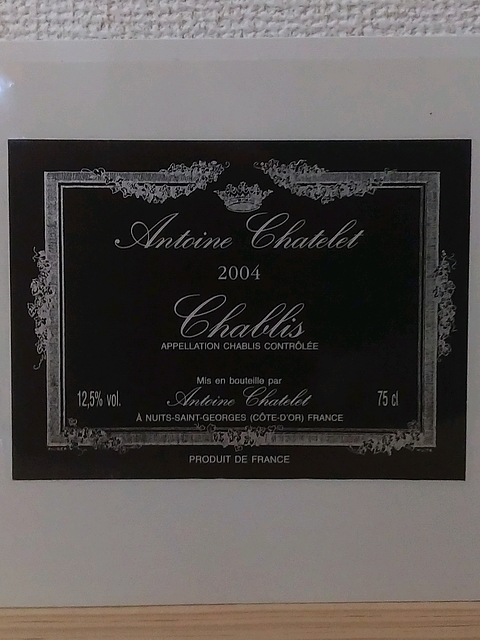 Antoine Chatelet
2004
Chablis
APPELLATION CHABLIS CONTRÔLÉE
Mis en bouteille par
12,5% vol. Antoine Chatelet 75 cl
À NUITS-SAINT-GEORGES (CÔTE-D'OR) FRANCE
PRODUIT DE FRANCE